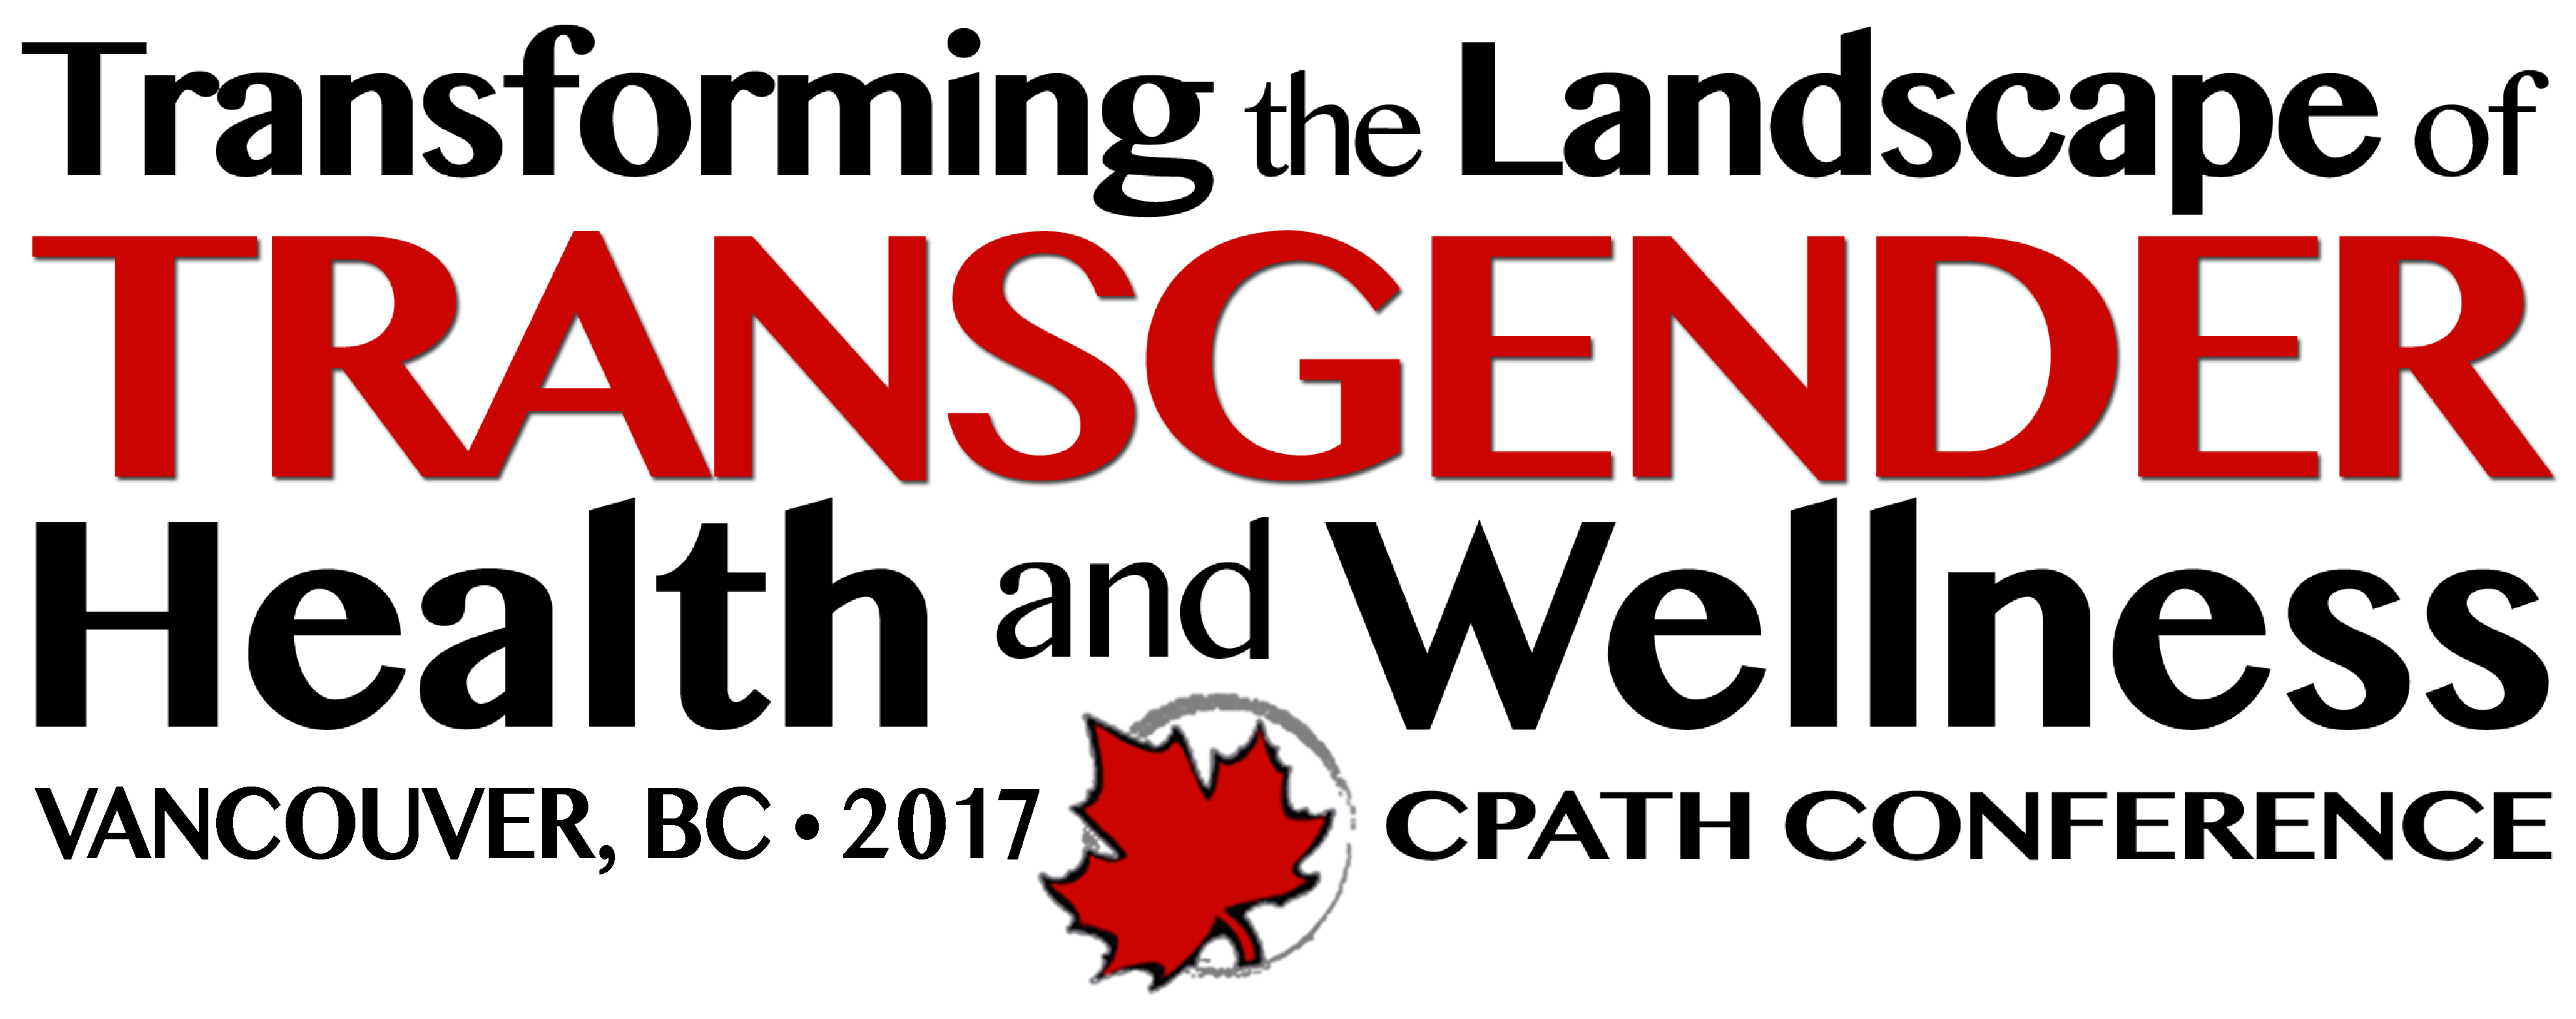 Transforming the Landscape of
TRANSGENDER
Health and Wellness
VANCOUVER, BC • 2017 CPATH CONFERENCE